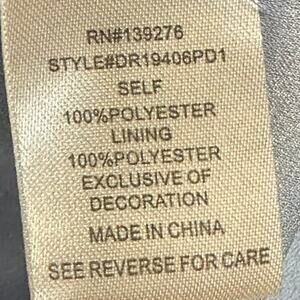 RN#139276
STYLE#DR19406PD1
SELF
100%POLYESTER
LINING
100%POLYESTER
EXCLUSIVE OF
DECORATION
MADE IN CHINA
SEE REVERSE FOR CARE